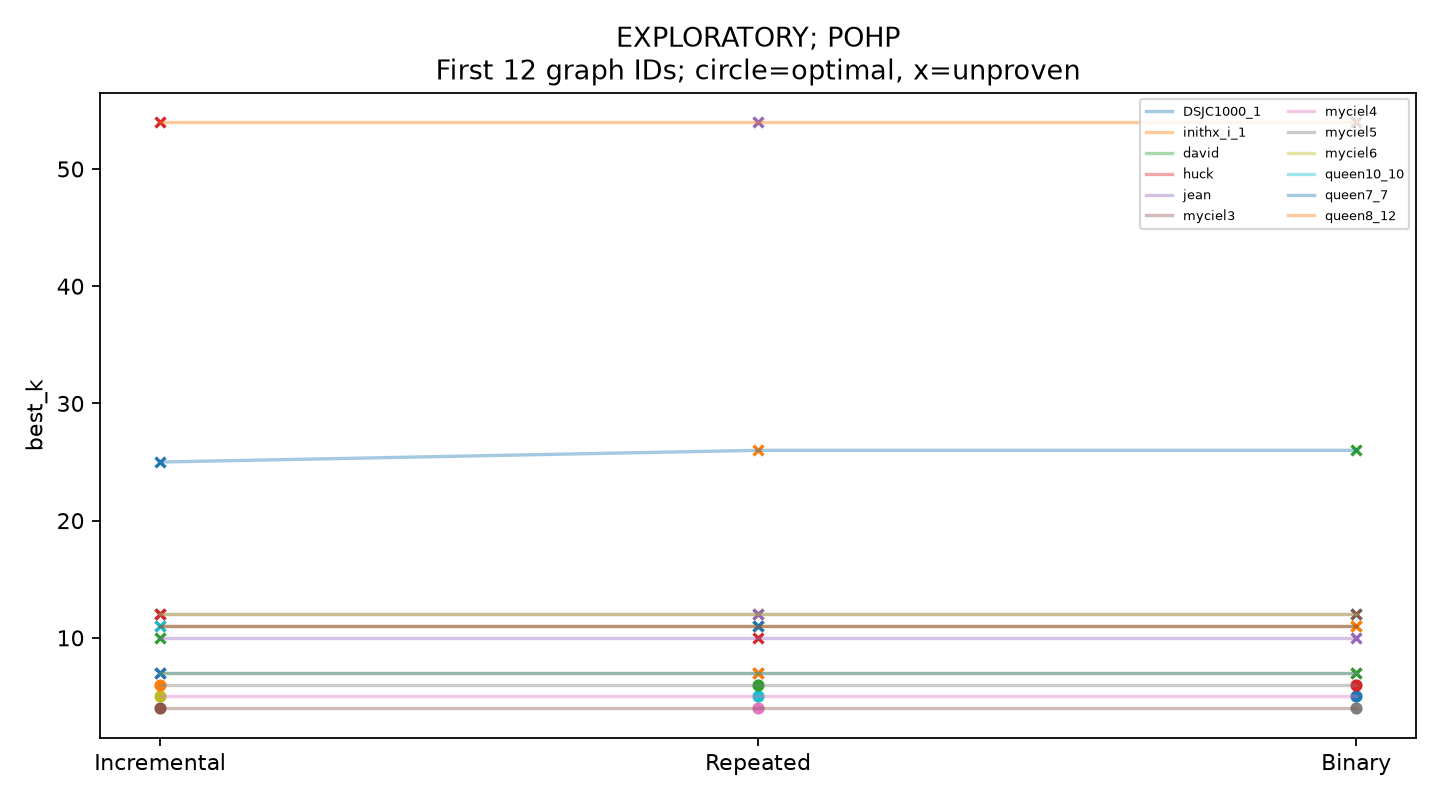 EXPLORATORY; POHP
First 12 graph IDs; circle=optimal, x=unproven
best_k
50
40
30
20
10
Incremental
Repeated
Binary
DSJC1000_1
inithx_i_1
david
huck
jean
myciel3
myciel4
myciel5
myciel6
queen10_10
queen7_7
queen8_12